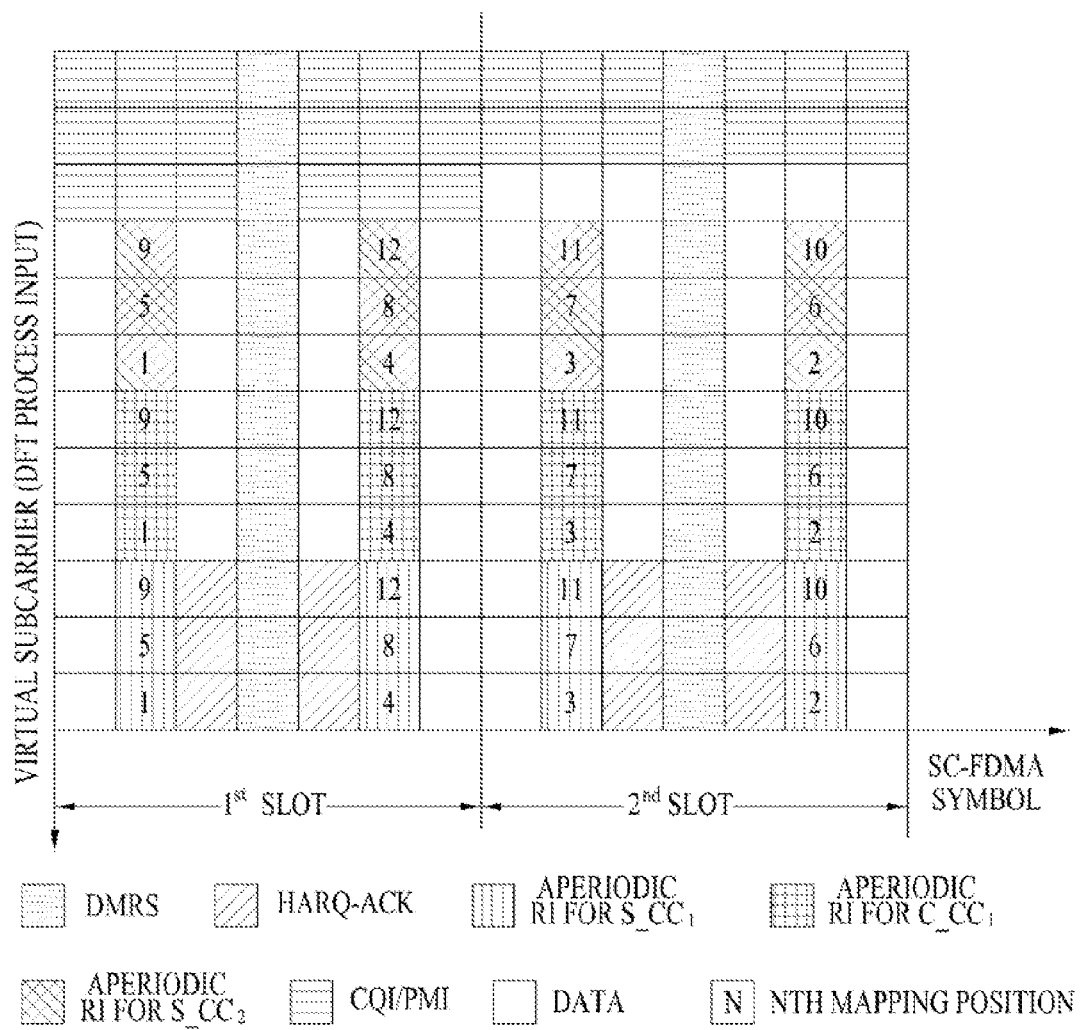 9 12 11 10
5 8 7 6
1 4 3 2
9 12 11 10
5 8 7 6
1 4 3 2
9 12 11 10
5 8 7 6
1 4 3 2
VIRTUAL SUBCARRIER (DFT PROCESS INPUT)
SC-FDMA
SYMBOL
1st SLOT
2nd SLOT
DMRS
HARQ-ACK
APERIODIC
RI FOR S_CC1
APERIODIC
RI FOR C_CC1
APERIODIC
RI FOR S_CC2
CQI/PMI
DATA
N NTH MAPPING POSITION